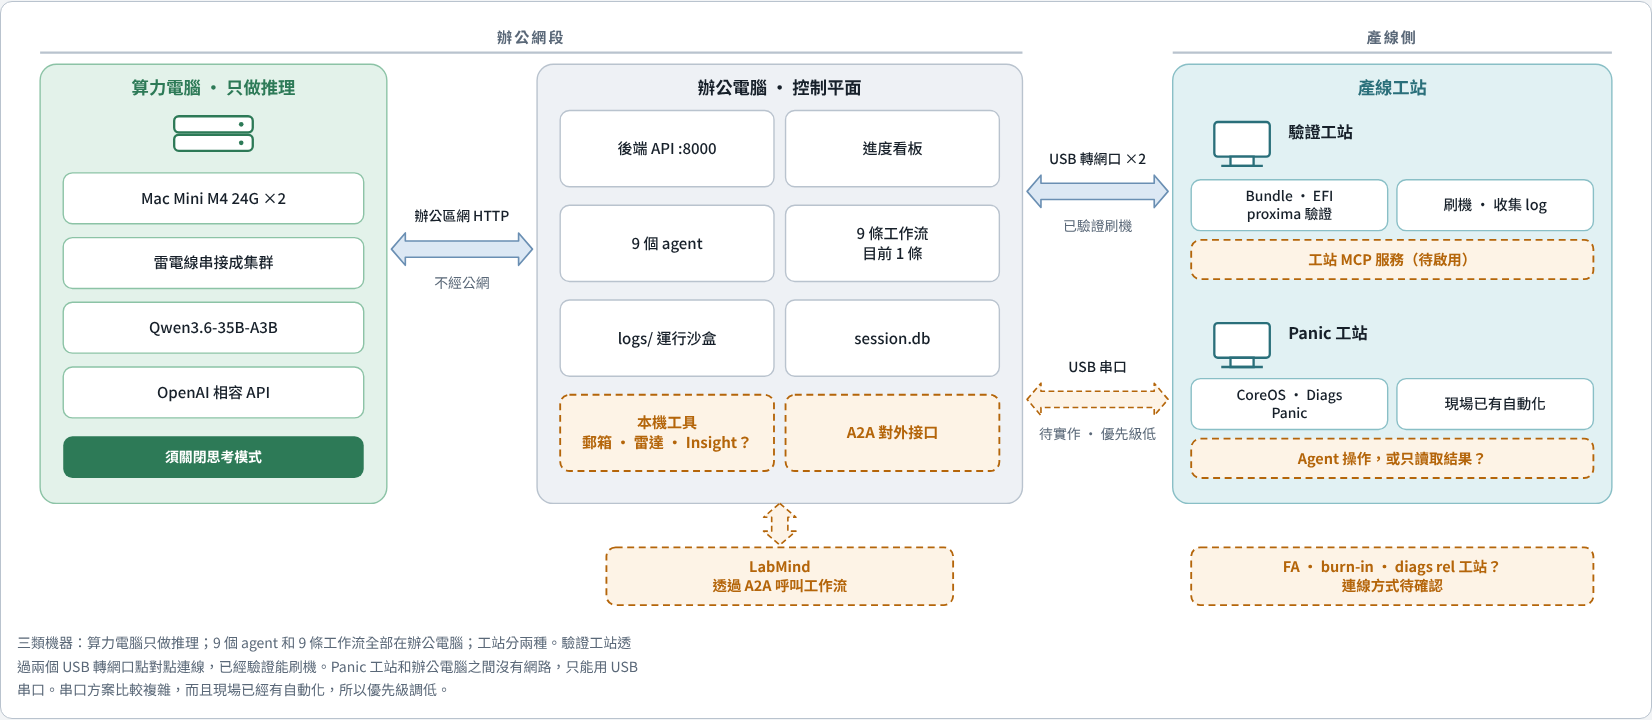 辦公網段
產線側
算力電腦 · 只做推理
Mac Mini M4 24G ×2
雷電線串接成集群
Qwen3.6-35B-A3B
OpenAI 相容 API
須關閉思考模式
辦公區網 HTTP
不經公網
辦公電腦 · 控制平面
後端 API :8000
進度看板
9 個 agent
9 條工作流
目前 1 條
logs/ 運行沙盒
session.db
本機工具
郵箱 · 雷達 · Insight？
A2A 對外接口
LabMind
透過 A2A 呼叫工作流
USB 轉網口 ×2
已驗證刷機
USB 串口
待實作 · 優先級低
產線工站
驗證工站
Bundle · EFI
proxima 驗證
刷機 · 收集 log
工站 MCP 服務（待啟用）
Panic 工站
CoreOS · Diags
Panic
現場已有自動化
Agent 操作，或只讀取結果？
FA · burn-in · diags rel 工站？
連線方式待確認
三類機器：算力電腦只做推理；9 個 agent 和 9 條工作流全部在辦公電腦；工站分兩種。驗證工站透
過兩個 USB 轉網口點對點連線，已經驗證能刷機。Panic 工站和辦公電腦之間沒有網路，只能用 USB
串口。串口方案比較複雜，而且現場已經有自動化，所以優先級調低。